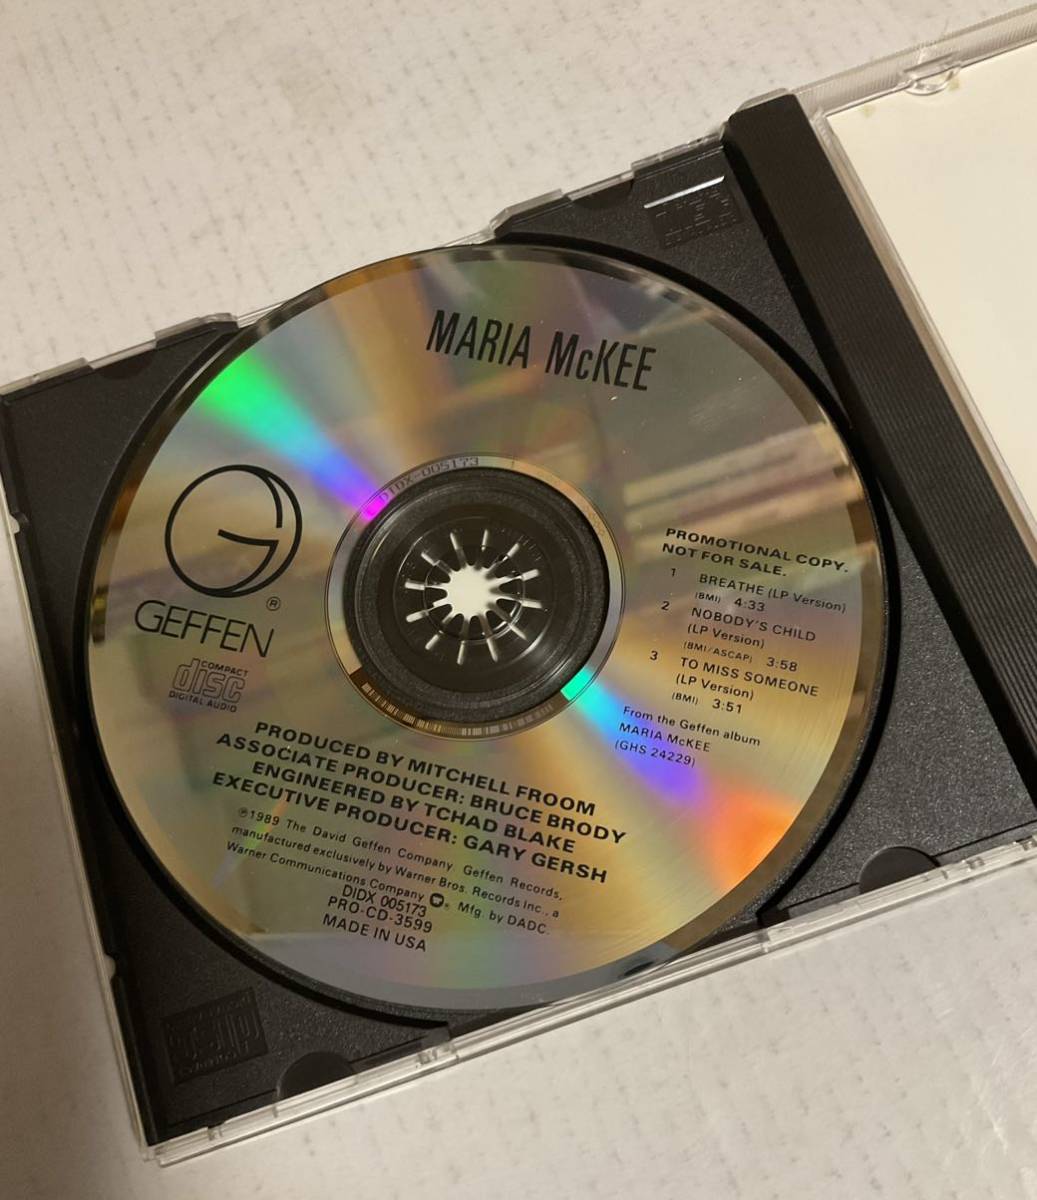 MARIA McKEE
DIDX-005173
GEFFEN
®
COMPACT
disc
DIGITAL AUDIO
PROMOTIONAL COPY.
NOT FOR SALE.
1 BREATHE (LP Version)
(BMI) 4:33
2 NOBODY'S CHILD
(LP Version)
(BMI/ASCAP) 3:58
3 TO MISS SOMEONE
(LP Version)
(BMI) 3:51
From the Geffen album
MARIA McKEE
(GHS 24229)
PRODUCED BY MITCHELL FROOM
ASSOCIATE PRODUCER: BRUCE BRODY
ENGINEERED BY TCHAD BLAKE
EXECUTIVE PRODUCER: GARY GERSH
℗1989 The David Geffen Company Geffen Records,
manufactured exclusively by Warner Bros. Records Inc., a
Warner Communications Company ®. Mfg. by DADC.
DIDX 005173
PRO-CD-3599
MADE IN USA
disc